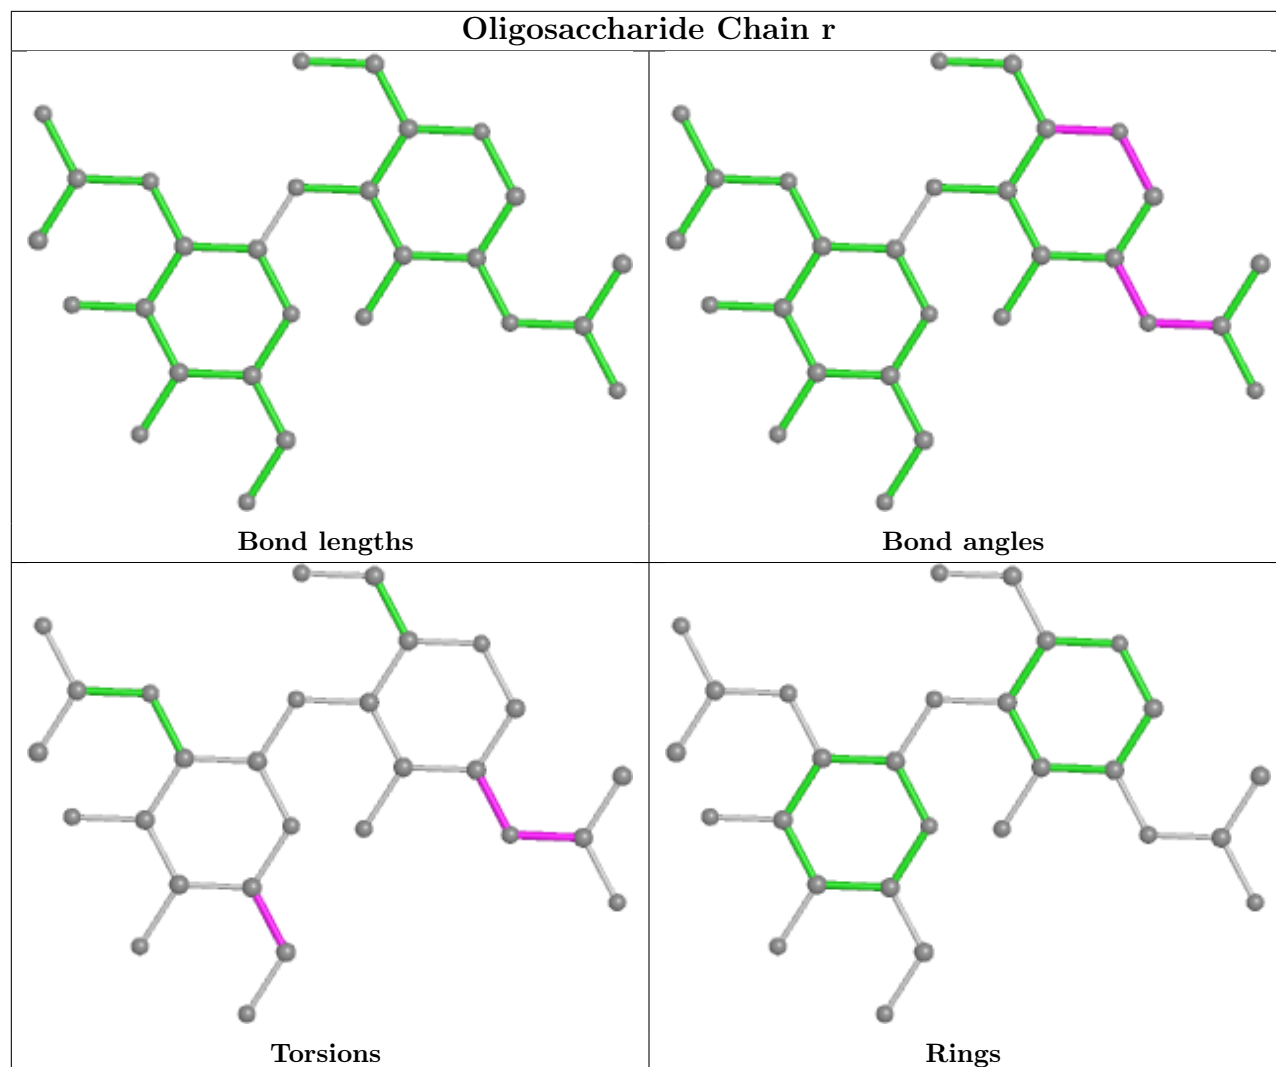 Oligosaccharide Chain r
Bond lengths
Bond angles
Torsions
Rings